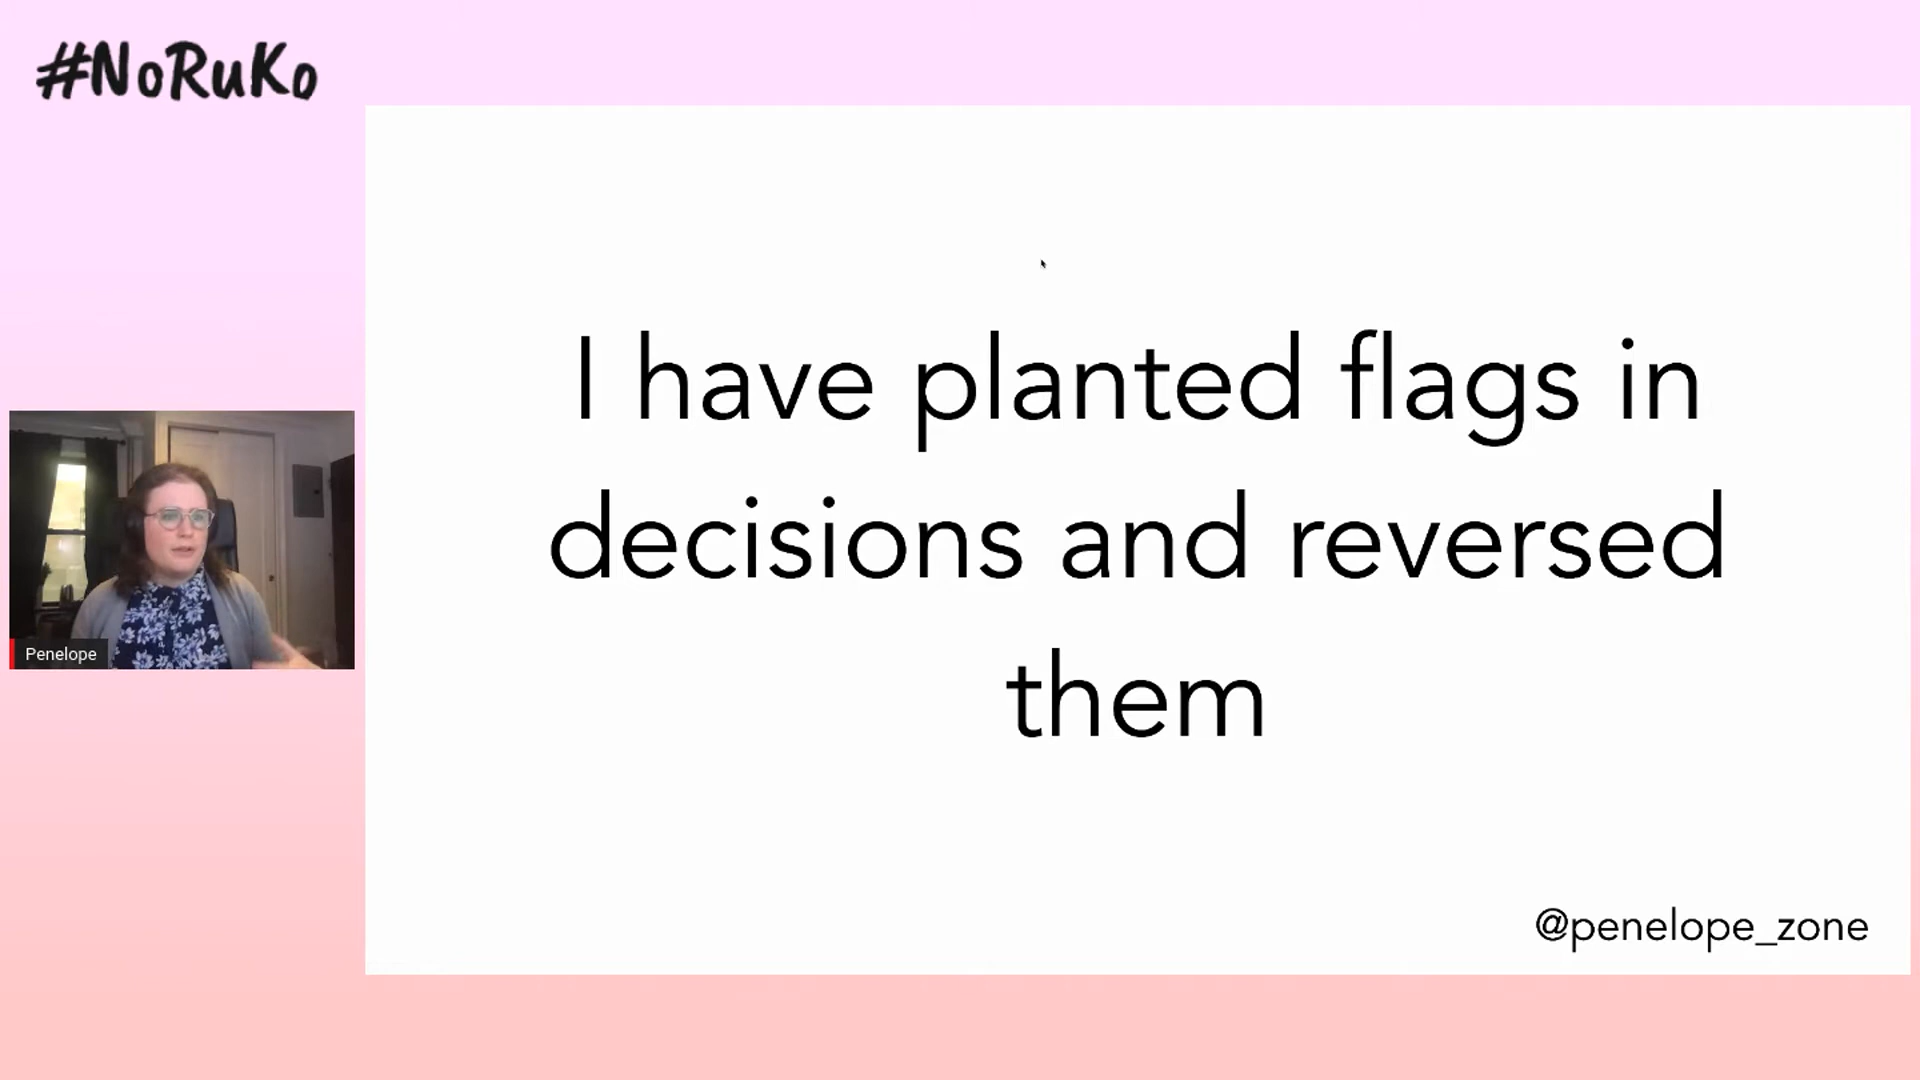 #NoRuKo
I have planted flags in
decisions and reversed
them
Penelope
@penelope_zone